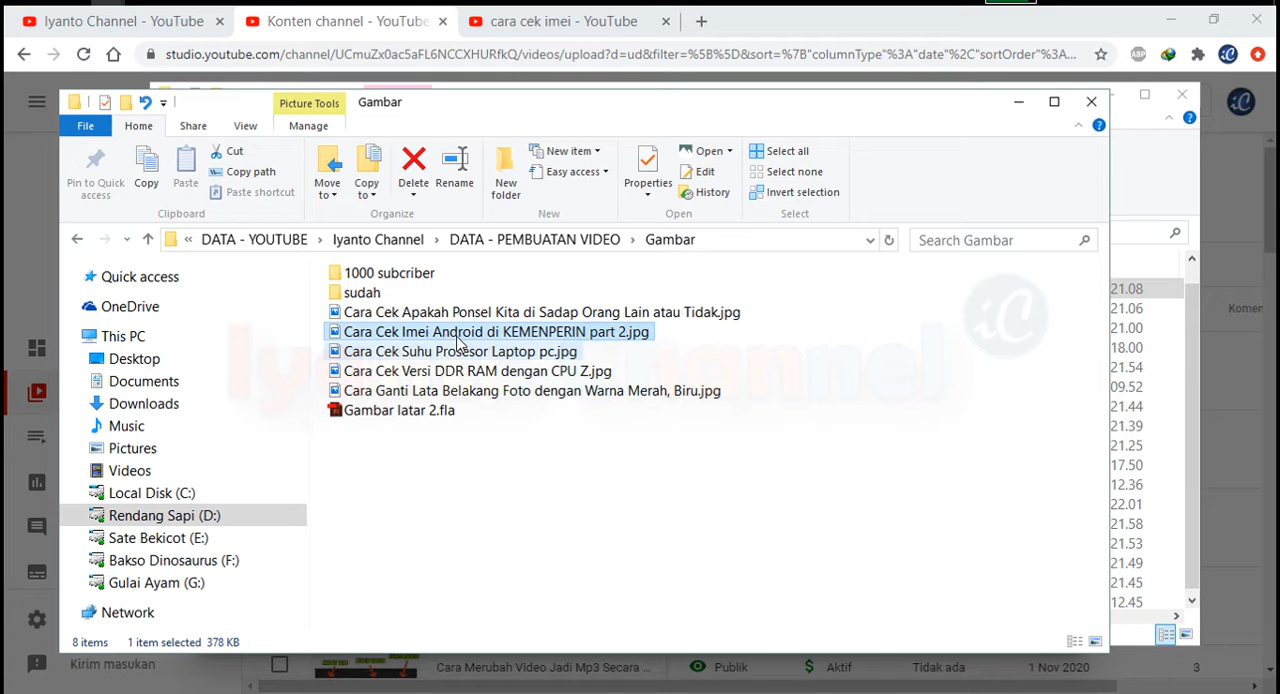 Iyanto Channel - YouTube
Konten channel - YouTube
cara cek imei - YouTube
studio.youtube.com/channel/UCmuZx0ac5aFL6NCCXHURfkQ/videos/upload?d=ud&filter=%5B%5D&sort=%7B"columnType"%3A"date"%2C"sortOrder"%3A...
ABP
Picture Tools
Gambar
File
Home
Share
View
Manage
Pin to Quick access
Copy
Paste
Cut
Copy path
Paste shortcut
Move to
Copy to
Delete
Rename
New folder
New item
Easy access
Properties
Open
Edit
History
Select all
Select none
Invert selection
Clipboard
Organize
New
Open
Select
« DATA - YOUTUBE › Iyanto Channel › DATA - PEMBUATAN VIDEO › Gambar
Search Gambar
Quick access
OneDrive
This PC
Desktop
Documents
Downloads
Music
Pictures
Videos
Local Disk (C:)
Rendang Sapi (D:)
Sate Bekicot (E:)
Bakso Dinosaurus (F:)
Gulai Ayam (G:)
Network
1000 subcriber
sudah
Cara Cek Apakah Ponsel Kita di Sadap Orang Lain atau Tidak.jpg
Cara Cek Imei Android di KEMENPERIN part 2.jpg
Cara Cek Suhu Prosesor Laptop pc.jpg
Cara Cek Versi DDR RAM dengan CPU Z.jpg
Cara Ganti Lata Belakang Foto dengan Warna Merah, Biru.jpg
Gambar latar 2.fla
Iyanto channel
iC
21.08
21.06
21.00
18.00
21.54
09.52
21.44
21.39
21.25
17.50
12.36
22.01
21.58
21.53
21.49
21.45
12.45
Komen
8 items
1 item selected 378 KB
Kirim masukan
Cara Merubah Video Jadi Mp3 Secara ...
Publik
Aktif
Tidak ada
1 Nov 2020
3